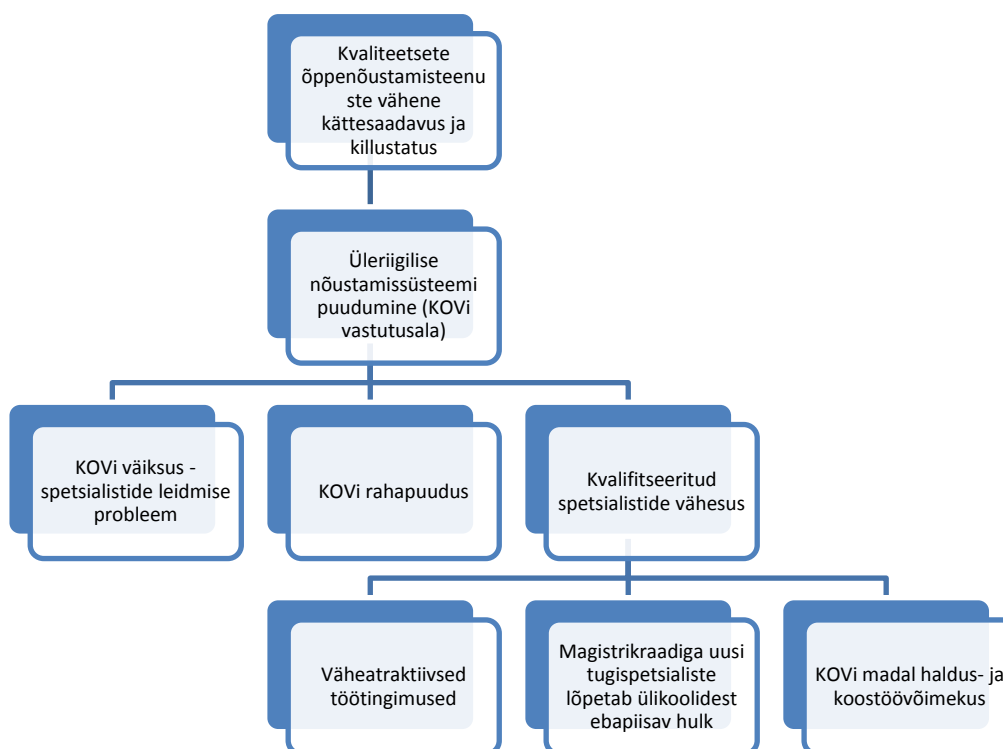 Kvaliteetsete
õppenõustamisteenu
ste vähene
kättesaadavus ja
killustatus
Üleriigilise
nõustamissüsteemi
puudumine (KOVi
vastutusala)
KOVi väiksus -
spetsialistide leidmise
probleem
KOVi rahapuudus
Kvalifitseeritud
spetsialistide vähesus
Väheatraktiivsed
töötingimused
Magistrikraadiga uusi
tugispetsialiste
lõpetab ülikoolidest
ebapiisav hulk
KOVi madal haldus- ja
koostöövõimekus